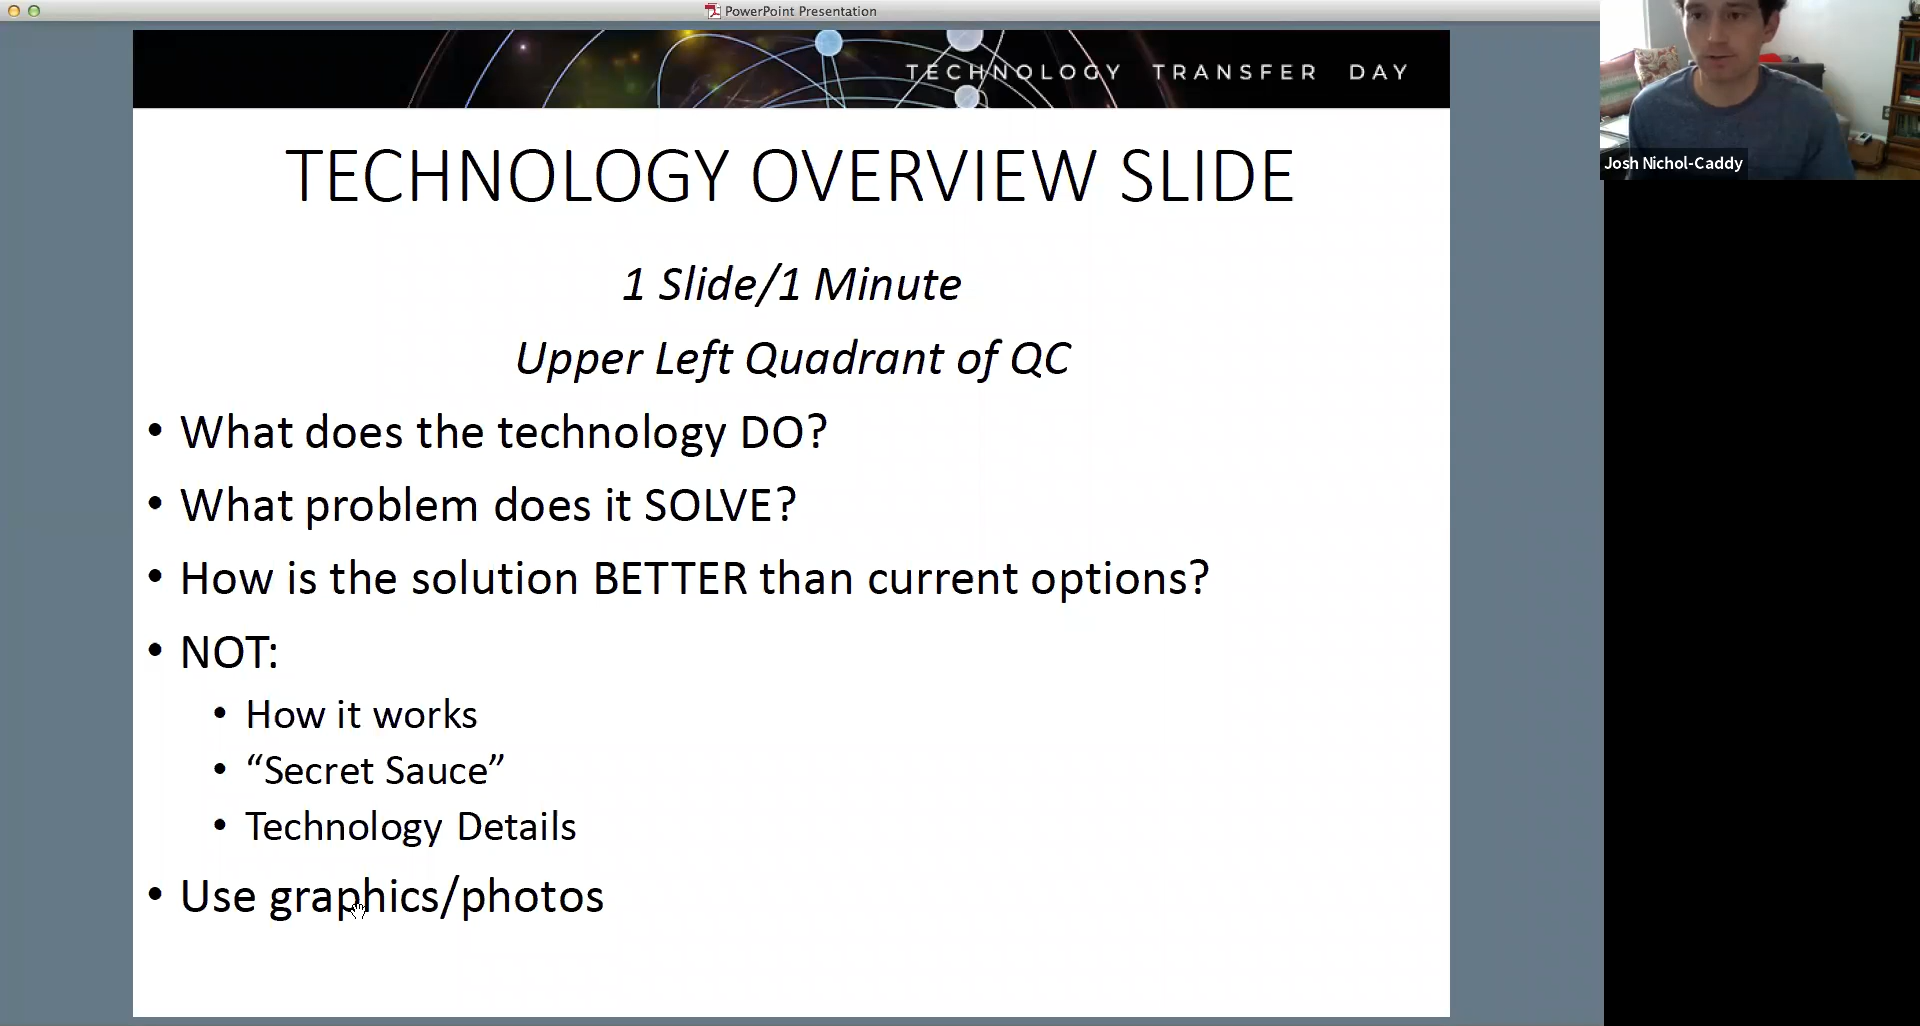 PowerPoint Presentation
TECHNOLOGY TRANSFER DAY
TECHNOLOGY OVERVIEW SLIDE
1 Slide/1 Minute
Upper Left Quadrant of QC
• What does the technology DO?
• What problem does it SOLVE?
• How is the solution BETTER than current options?
• NOT:
• How it works
• “Secret Sauce”
• Technology Details
• Use graphics/photos
Josh Nichol-Caddy